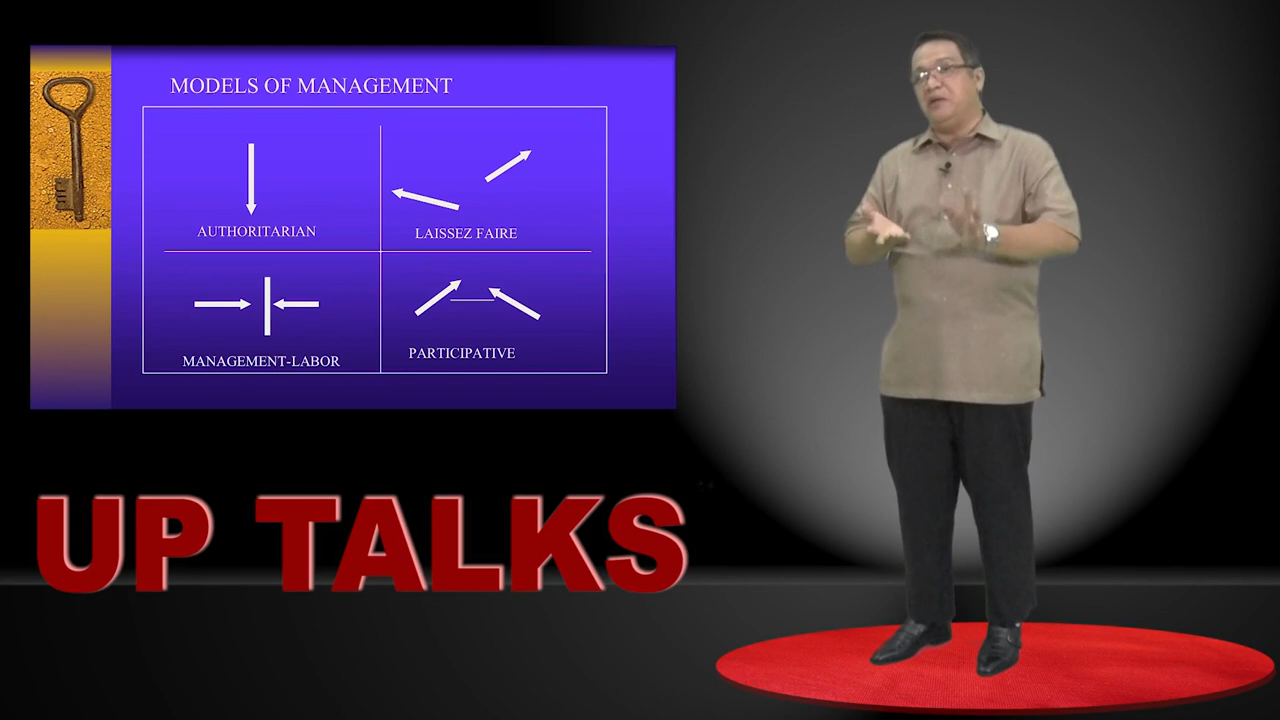 MODELS OF MANAGEMENT
AUTHORITARIAN
LAISSEZ FAIRE
MANAGEMENT-LABOR
PARTICIPATIVE
UP TALKS